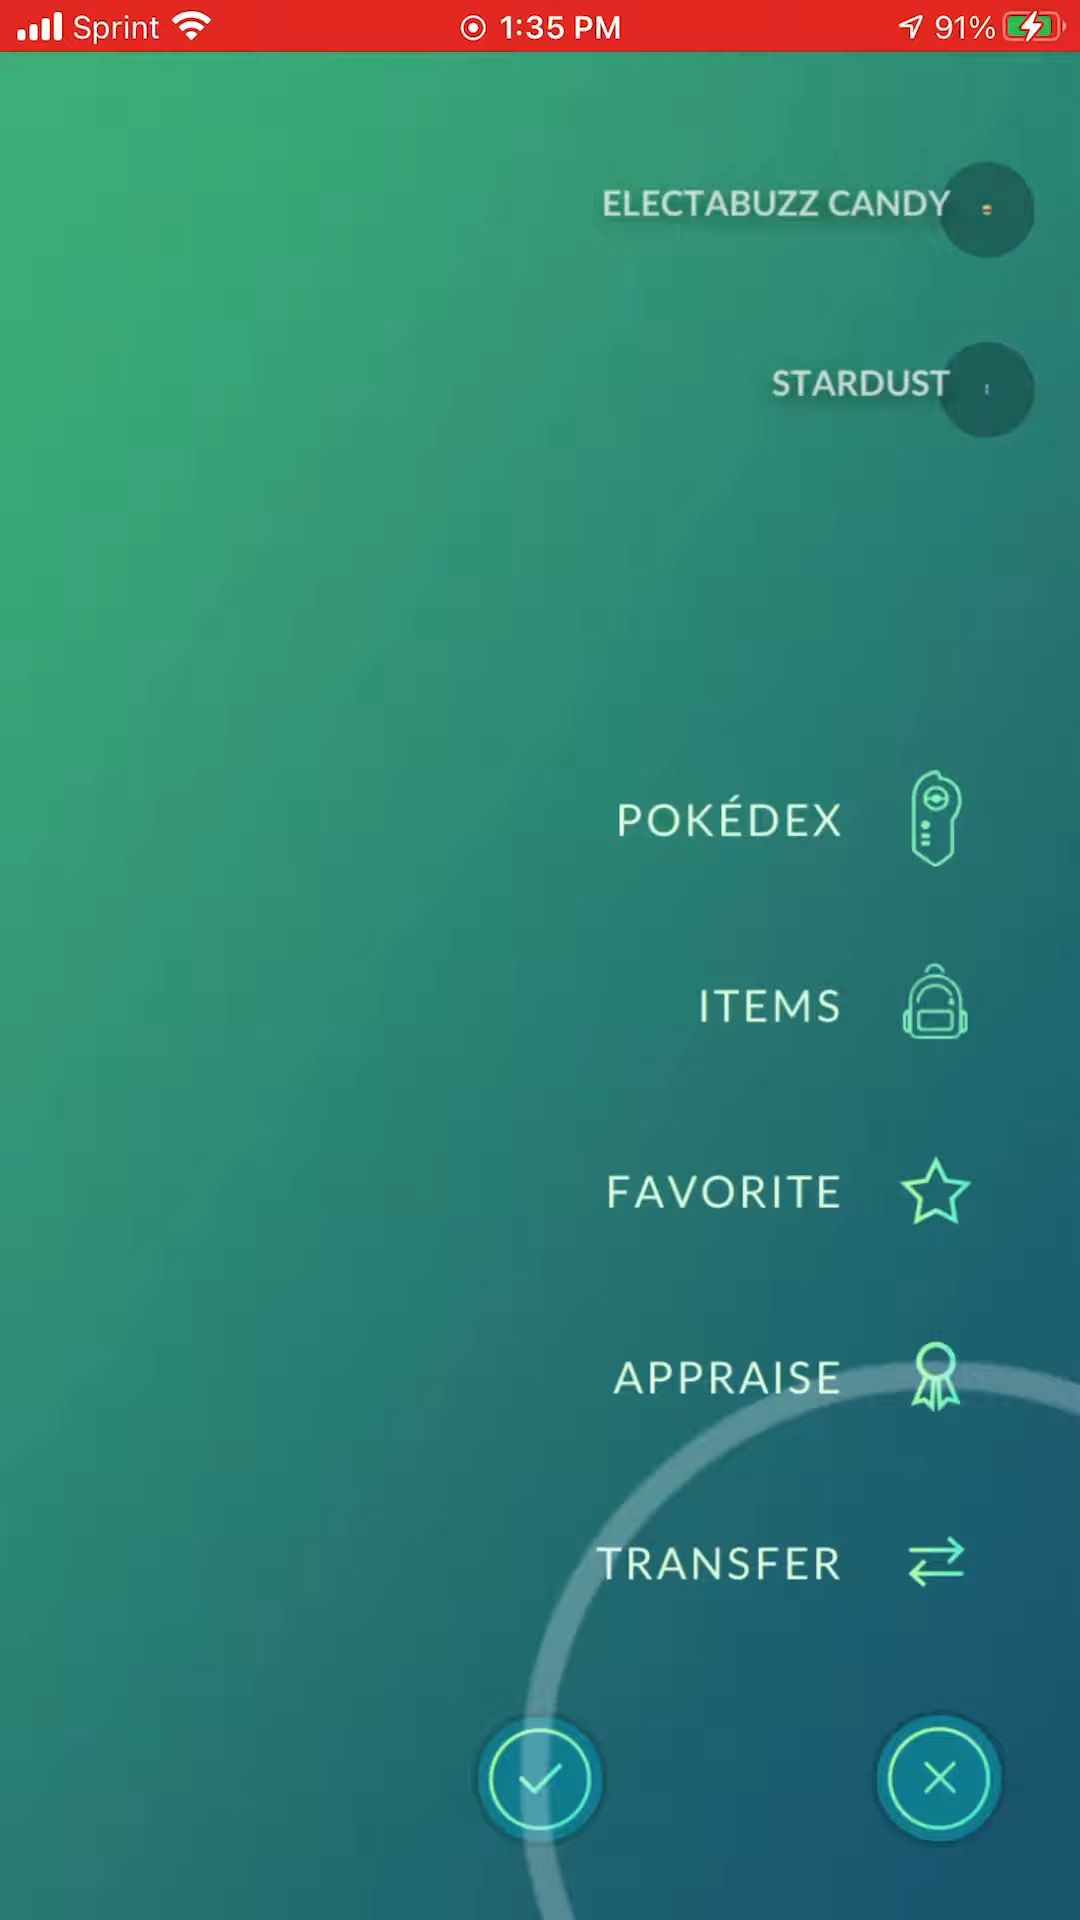 Sprint 1:35 PM 91%
ELECTABUZZ CANDY
STARDUST
POKÉDEX
ITEMS
FAVORITE
APPRAISE
TRANSFER